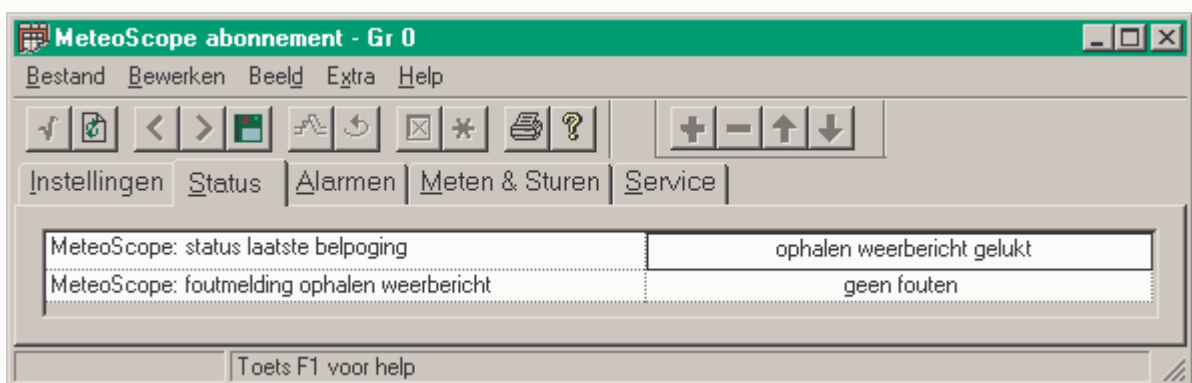 MeteoScope abonnement - Gr 0
Bestand Bewerken Beeld Extra Help
Instellingen Status Alarmen Meten & Sturen Service
MeteoScope: status laatste belpoging ophalen weerbericht gelukt
MeteoScope: foutmelding ophalen weerbericht geen fouten
Toets F1 voor help